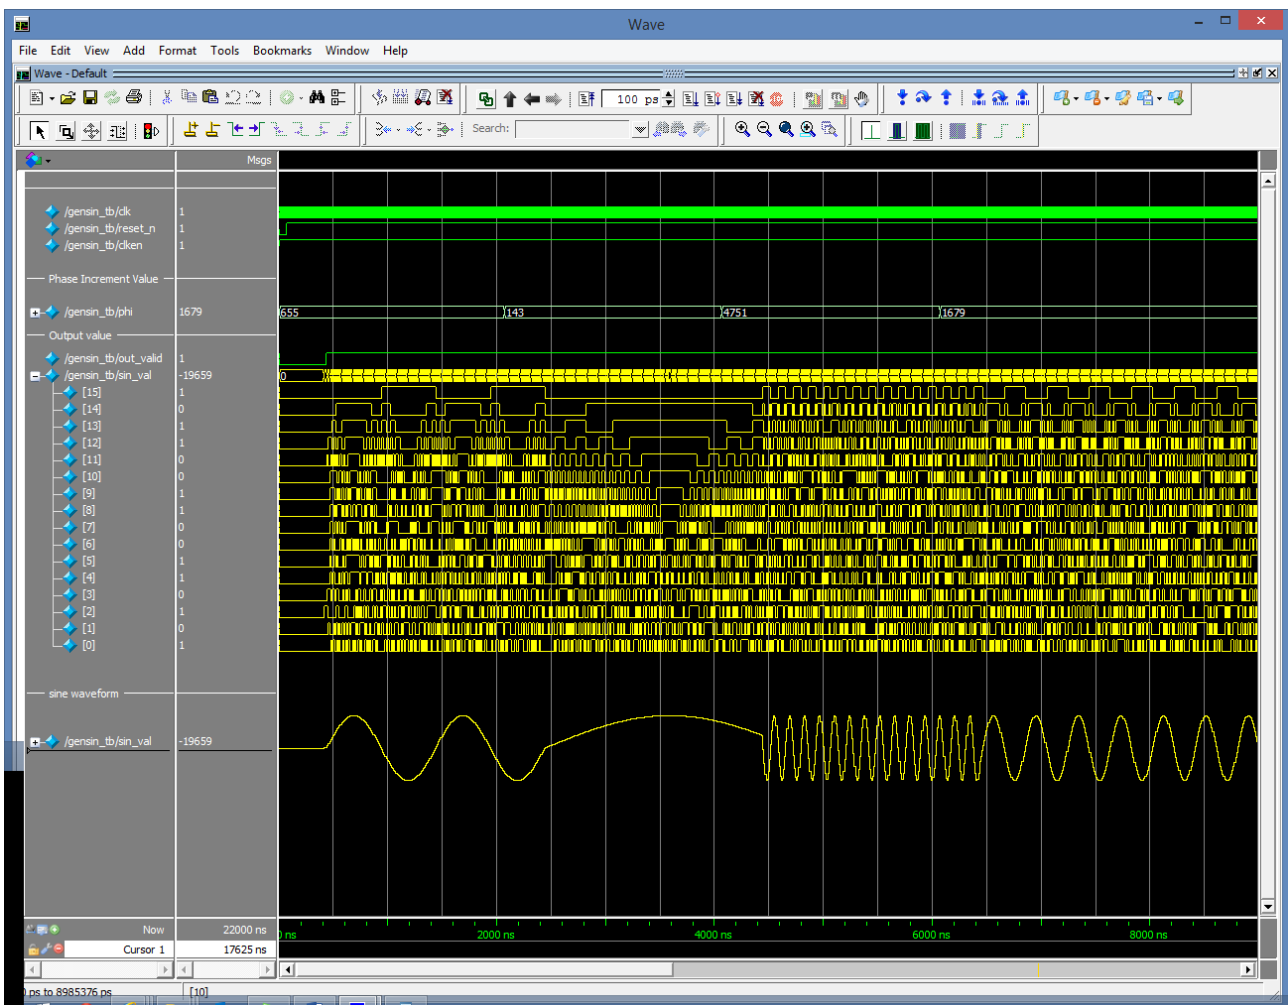 Wave
File Edit View Add Format Tools Bookmarks Window Help
Wave - Default
100 ps
Search:
Msgs
/gensin_tb/clk 1
/gensin_tb/reset_n 1
/gensin_tb/clken 1
Phase Increment Value
/gensin_tb/phi 1679 655 143 4751 1679
Output value
/gensin_tb/out_valid 1
/gensin_tb/sin_val -19659 0
[15] 1
[14] 0
[13] 1
[12] 1
[11] 0
[10] 0
[9] 1
[8] 1
[7] 0
[6] 0
[5] 1
[4] 1
[3] 0
[2] 1
[1] 0
[0] 1
sine waveform
/gensin_tb/sin_val -19659
Now 22000 ns ns 2000 ns 4000 ns 6000 ns 8000 ns
Cursor 1 17625 ns
ps to 8985376 ps [10]